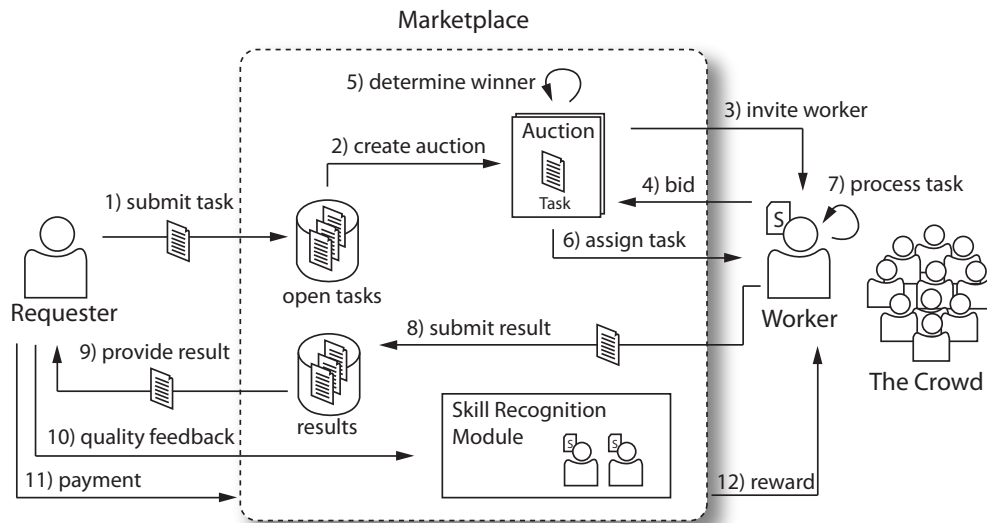 Marketplace
5) determine winner
3) invite worker
Auction
2) create auction
4) bid
7) process task
1) submit task
Task
S
6) assign task
open tasks
Requester
Worker
8) submit result
9) provide result
The Crowd
results
Skill Recognition
Module
S S
10) quality feedback
11) payment
12) reward